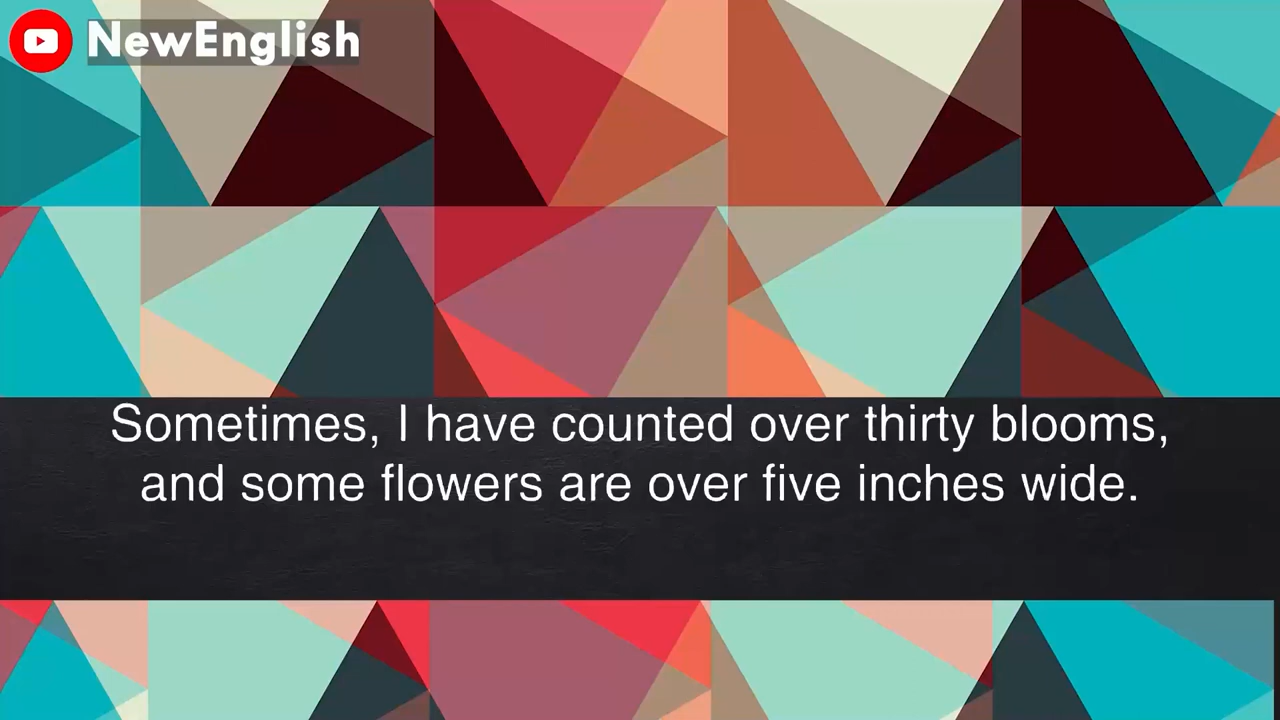 NewEnglish
Sometimes, I have counted over thirty blooms,
and some flowers are over five inches wide.